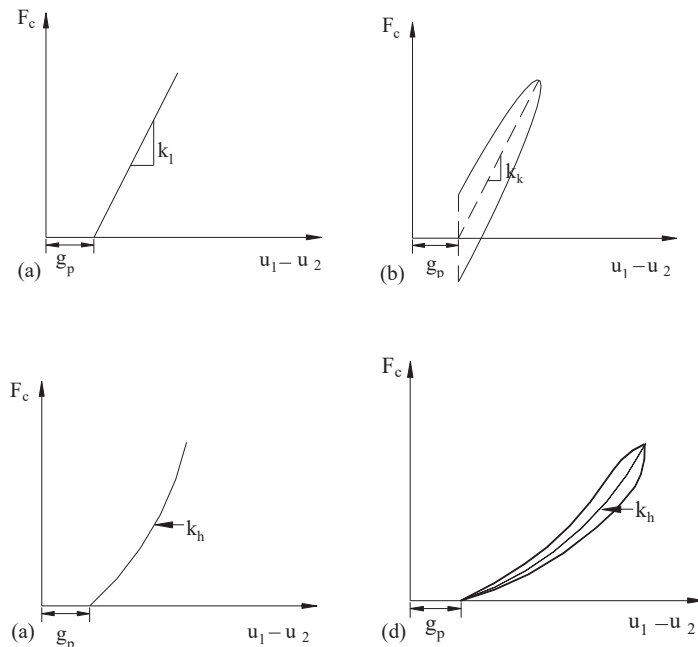 F_c
k_l
(a)
g_p
u_1 – u_2
F_c
k_k
(b)
g_p
u_1 – u_2
F_c
k_h
(a)
g_p
u_1 – u_2
F_c
k_h
(d)
g_p
u_1 – u_2